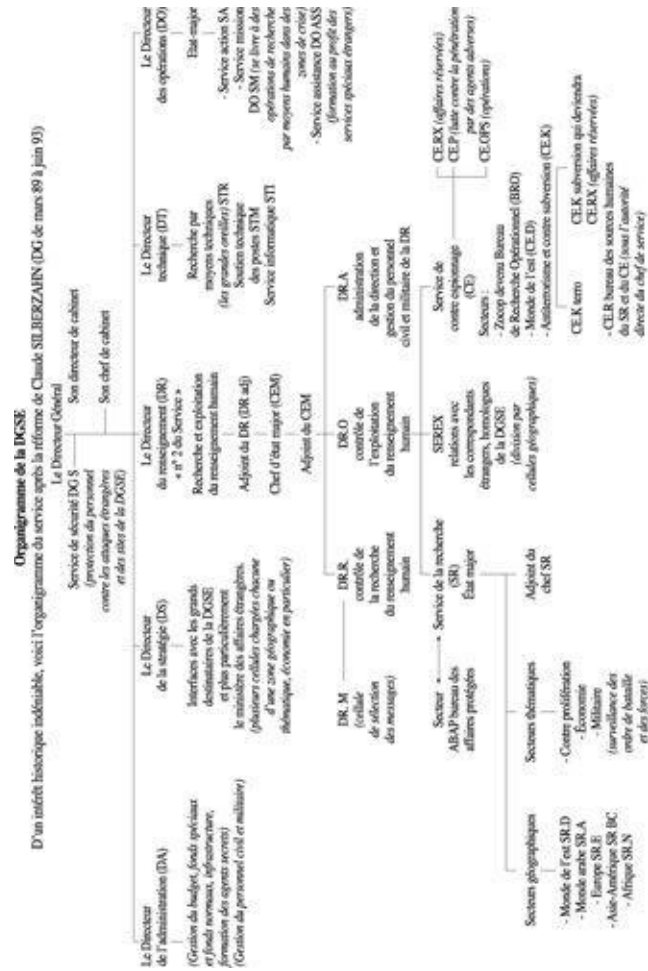 Organigramme de la DGSE
D'un intérêt historique indéniable, voici l'organigramme du service après la réforme de Claude SILBERZAHN (DG de mars 89 à juin 93)
Le Directeur Général
Service de sécurité DG S
(protection du personnel
contre les attaques étrangères
et des sites de la DGSE)
Son directeur de cabinet
Son chef de cabinet
Le Directeur
de l'administration (DA)
(Gestion du budget, fonds spéciaux
et fonds normaux, infrastructure,
formation des agents secrets)
(Gestion du personnel civil et militaire)
Le Directeur
de la stratégie (DS)
Interfaces avec les grands
destinataires de la DGSE
et plus particulièrement
le ministère des affaires étrangères.
(plusieurs cellules chargées chacune
d'une zone géographique ou
thématique, économie en particulier)
Le Directeur
du renseignement (DR)
« n° 2 du Service »
Recherche et exploitation
du renseignement humain
Adjoint du DR (DR adj)
Chef d'état major (CEM)
Adjoint du CEM
Le Directeur
technique (DT)
Recherche par
moyens techniques
(les grandes oreilles) STR
Soutien technique
des postes STM
Service informatique STI
Le Directeur
des opérations (DO)
Etat-major
- Service action SA
- Service mission
DO SM (se livre à des
opérations de recherche
par moyens humains dans des
zones de crise)
- Service assistance DO ASS
(formation au profit des
services spéciaux étrangers)
DR. M
(cellule
de sélection
des messages)
DR.R.
contrôle de
la recherche
du renseignement
humain
DR.O
contrôle de
l'exploitation
du renseignement
humain
DR.A
administration
de la direction et
gestion du personnel
civil et militaire de la DR
Secteur
ABAP bureau des
affaires protégées
Service de la recherche
(SR)
État major
SEREX
relations avec
les correspondants
étrangers, homologues
de la DGSE
(division par
cellules géographiques)
Service de
contre espionnage
(CE)
Secteurs :
- Zocop devenu Bureau
de Recherche Opérationnel (BRO)
- Monde de l'est (CE.D)
- Antiterrorisme et contre subversion (CE.K)
CE.RX (affaires réservées)
CE.P (lutte contre la pénétration
par des agents adverses)
CE.OPS (opérations)
CE.K terro
CE.K subversion qui deviendra
CE.RX (affaires réservées)
- CE.R bureau des sources humaines
du SR et du CE (sous l'autorité
directe du chef de service)
Secteurs géographiques
- Monde de l'est SR.D
- Monde arabe SR.A
- Europe SR.E
- Asie-Amérique SR BC
- Afrique SR.N
Secteurs thématiques
- Contre prolifération
- Économie
- Militaire
(surveillance des
ordre de bataille
et des forces)
Adjoint du
chef SR